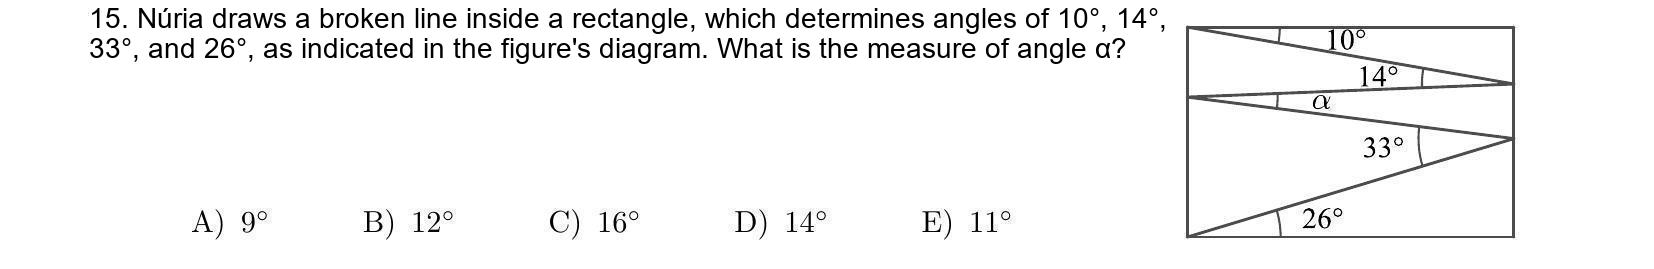 15. Núria draws a broken line inside a rectangle, which determines angles of 10°, 14°,
33°, and 26°, as indicated in the figure's diagram. What is the measure of angle α?
10°
14°
α
33°
26°
A) 9° B) 12° C) 16° D) 14° E) 11°